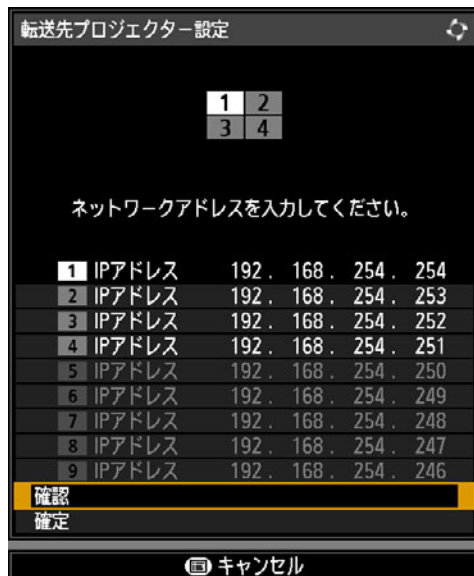 転送先プロジェクター設定
1 2
3 4
ネットワークアドレスを入力してください。
1 IPアドレス 192. 168. 254. 254
2 IPアドレス 192. 168. 254. 253
3 IPアドレス 192. 168. 254. 252
4 IPアドレス 192. 168. 254. 251
5 IPアドレス 192. 168. 254. 250
6 IPアドレス 192. 168. 254. 249
7 IPアドレス 192. 168. 254. 248
8 IPアドレス 192. 168. 254. 247
9 IPアドレス 192. 168. 254. 246
確認
確定
キャンセル